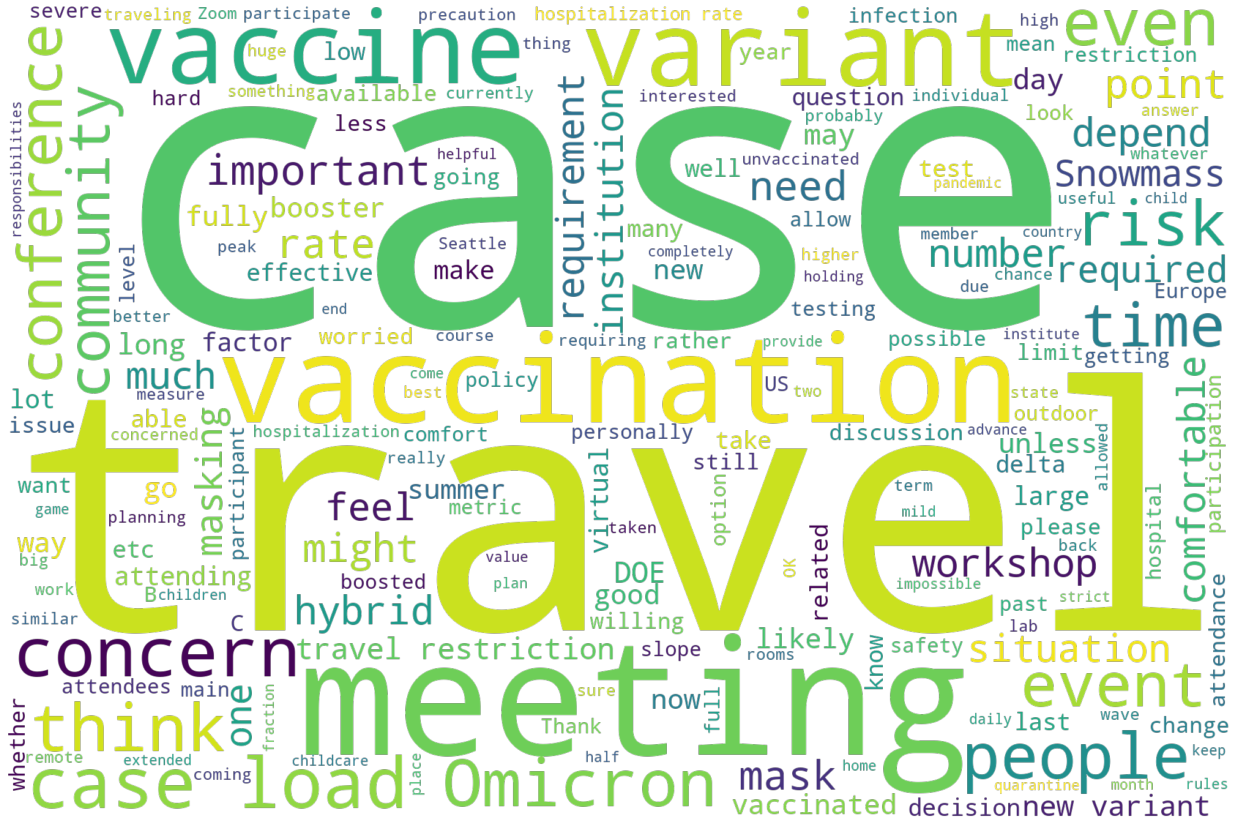 severe
traveling
Zoom
participate
precaution
hospitalization rate
infection
high
even
vaccine
huge
low
thing
variant
year
mean
restriction
conference
community
hard
something
available
currently
requirement
institution
interested
question
individual
day
point
look
answer
probably
case
less
may
depend
whatever
responsibilities
important
helpful
going
well
unvaccinated
need
test
pandemic
Snowmass
useful
child
fully
booster
allow
risk
peak
rate
Seattle
many
completely
member
country
level
effective
make
new
higher
holding
number
due
chance
required
better
end
testing
Europe
time
long
factor
worried
course
requiring
rather
provide
possible
institute
limit
getting
much
vaccination
come
best
policy
US
two
state
outdoor
comfortable
participation
lot
measure
issue
able
concerned
masking
participant
hospitalization
comfort
really
personally
take
still
discussion
advance
unless
allowed
travel
want
go
game
planning
feel
summer
metric
virtual
option
delta
term
large
mild
please
back
hospital
way
big
etc
might
value
taken
OK
related
workshop
work
attending
B
children
boosted
plan
DOE
good
impossible
strict
similar
C
hybrid
willing
past
lab
attendance
concern
travel restriction
slope
likely
rooms
know
safety
situation
attendees
main
one
meeting
sure
now
full
event
whether
think
fraction
Thank
daily
last
wave
change
remote
extended
coming
childcare
place
half
home
people
keep
case load
Omicron
mask
quarantine
month
rules
vaccinated
decision
new variant